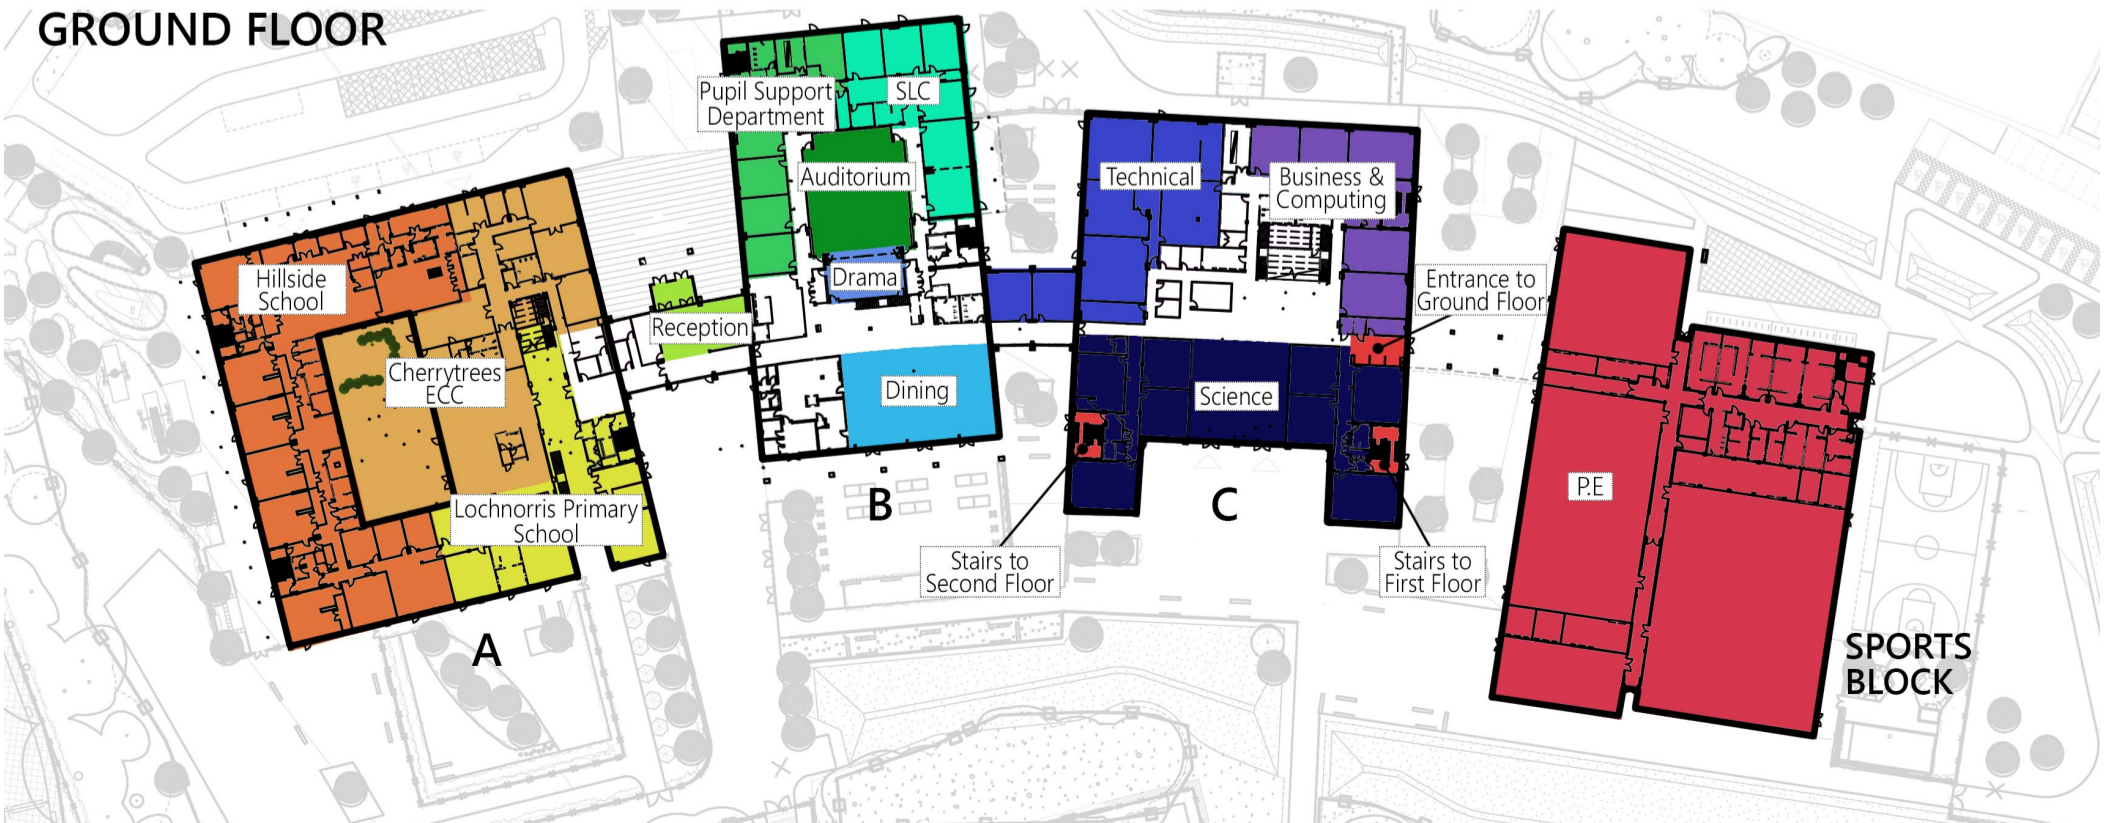 GROUND FLOOR
Pupil Support
Department
SLC
Auditorium
Technical
Business &
Computing
Hillside
School
Drama
Entrance to
Ground Floor
Reception
Cherrytrees
ECC
Dining
Science
P.E
Lochnorris Primary
School
B
C
Stairs to
Second Floor
Stairs to
First Floor
A
SPORTS
BLOCK